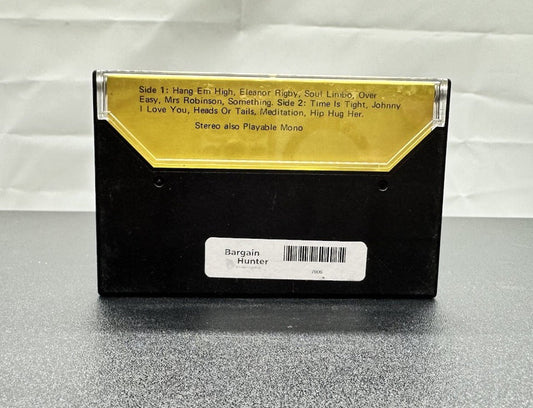 Side 1: Hang Em High, Eleanor Rigby, Soul Limbo, Over
Easy, Mrs Robinson, Something. Side 2: Time Is Tight, Johnny
I Love You, Heads Or Tails, Meditation, Hip Hug Her.
Stereo also Playable Mono
Bargain
Hunter